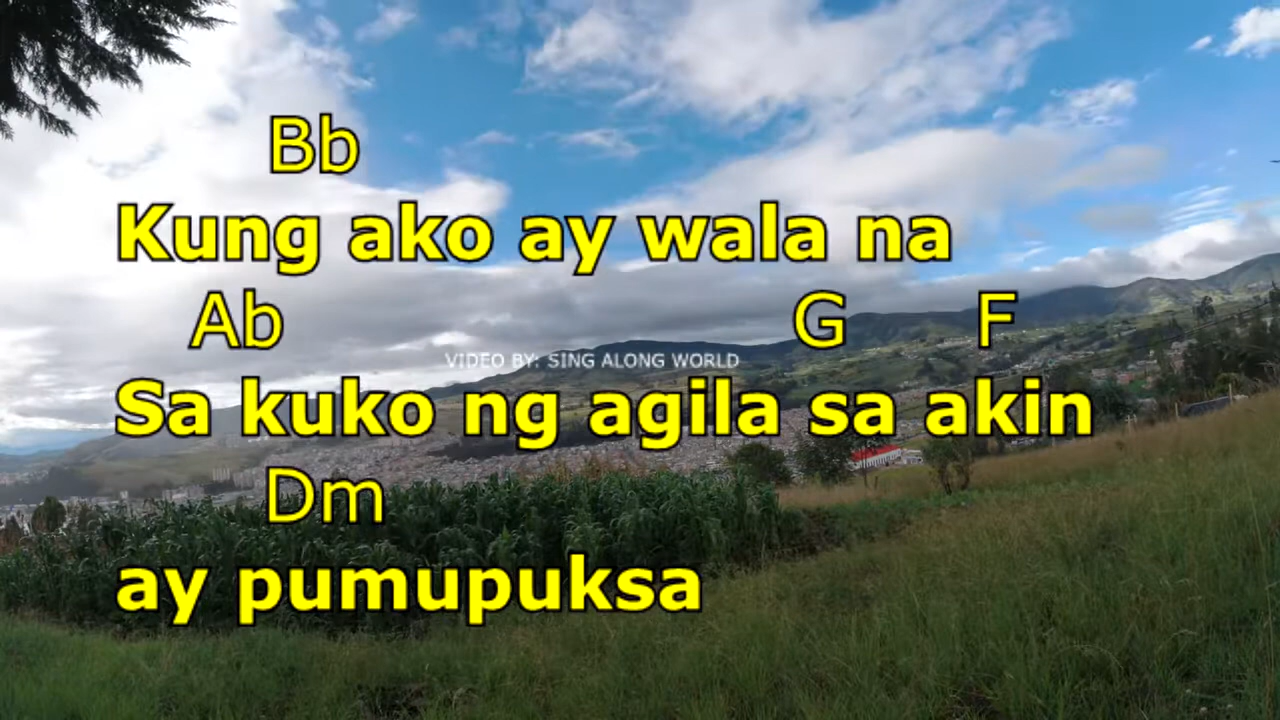 Bb
Kung ako ay wala na
Ab G F
VIDEO BY: SING ALONG WORLD
Sa kuko ng agila sa akin
Dm
ay pumupuksa